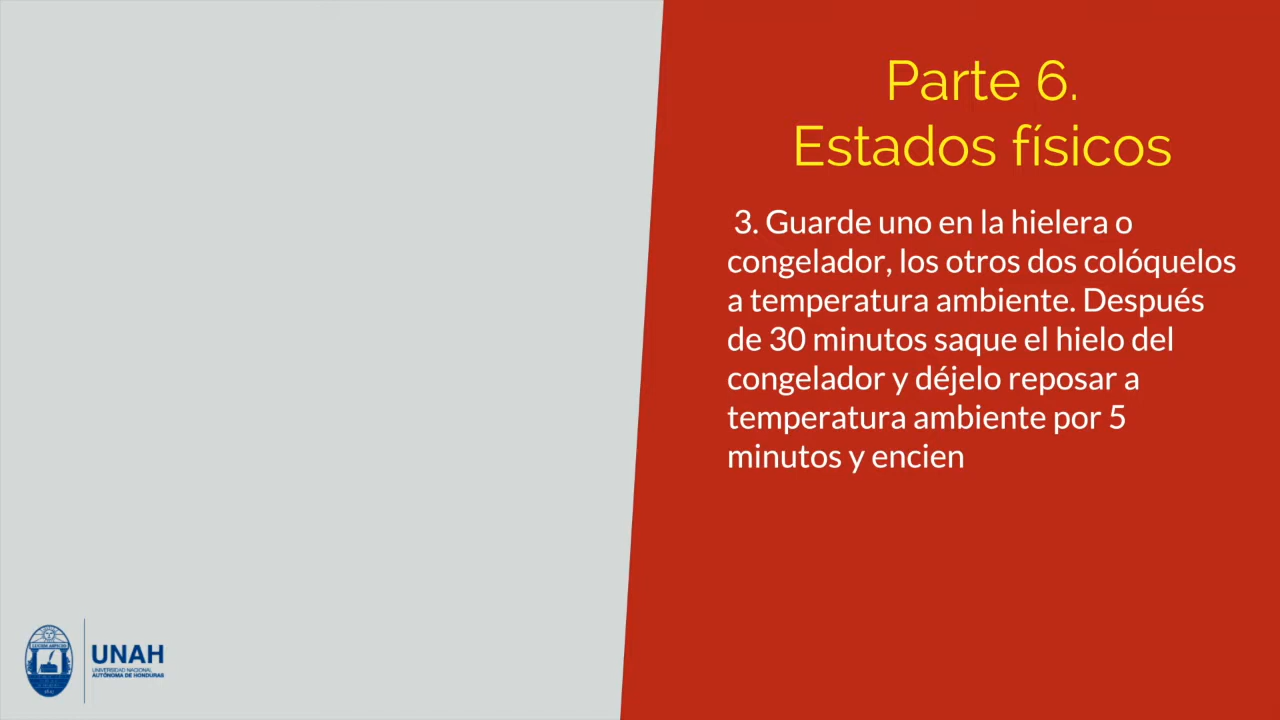 Parte 6.
Estados físicos
3. Guarde uno en la hielera o
congelador, los otros dos colóquelos
a temperatura ambiente. Después
de 30 minutos saque el hielo del
congelador y déjelo reposar a
temperatura ambiente por 5
minutos y encien
UNAH
UNIVERSIDAD NACIONAL
AUTÓNOMA DE HONDURAS